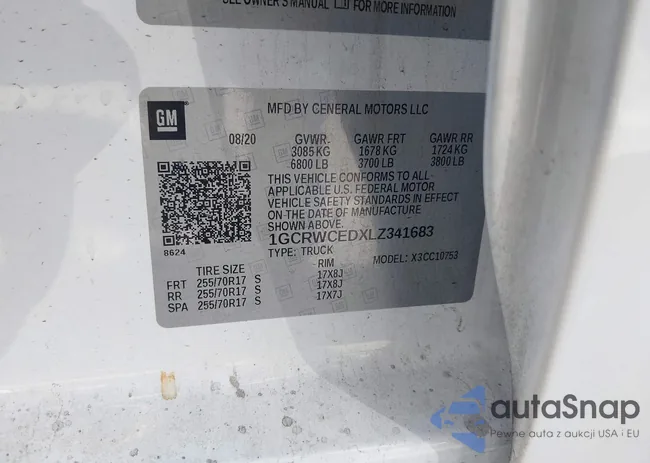 SEE OWNER'S MANUAL FOR MORE INFORMATION
GM
MFD BY GENERAL MOTORS LLC
08/20 GVWR GAWR FRT GAWR RR
3085 KG 1678 KG 1724 KG
6800 LB 3700 LB 3800 LB
THIS VEHICLE CONFORMS TO ALL
APPLICABLE U.S. FEDERAL MOTOR
VEHICLE SAFETY STANDARDS IN EFFECT
ON THE DATE OF MANUFACTURE
SHOWN ABOVE.
1GCRWCEDXLZ341683
8624
TYPE: TRUCK MODEL: X3CC10753
TIRE SIZE RIM
FRT 255/70R17 S 17X8J
RR 255/70R17 S 17X8J
SPA 255/70R17 S 17X7J
autaSnap
Pewne auta z aukcji USA i EU